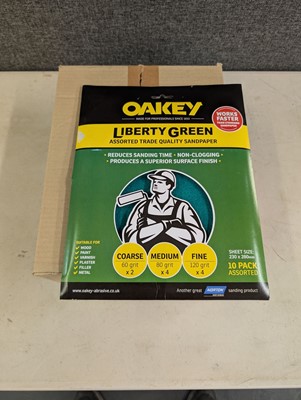 OAKEY
MADE FOR PROFESSIONALS SINCE 1833
WORKS
FASTER
LIBERTY GREEN
ASSORTED TRADE QUALITY SANDPAPER
• REDUCES SANDING TIME • NON-CLOGGING •
• PRODUCES A SUPERIOR SURFACE FINISH •
SUITABLE FOR
• WOOD
• PAINT
• VARNISH
• PLASTER
• FILLER
• METAL
COARSE
60 grit
x 2
MEDIUM
80 grit
x 4
FINE
120 grit
x 4
SHEET SIZE:
230 x 280mm
10 PACK
ASSORTED
www.oakey-abrasive.co.uk
Another great
NORTON
sanding product